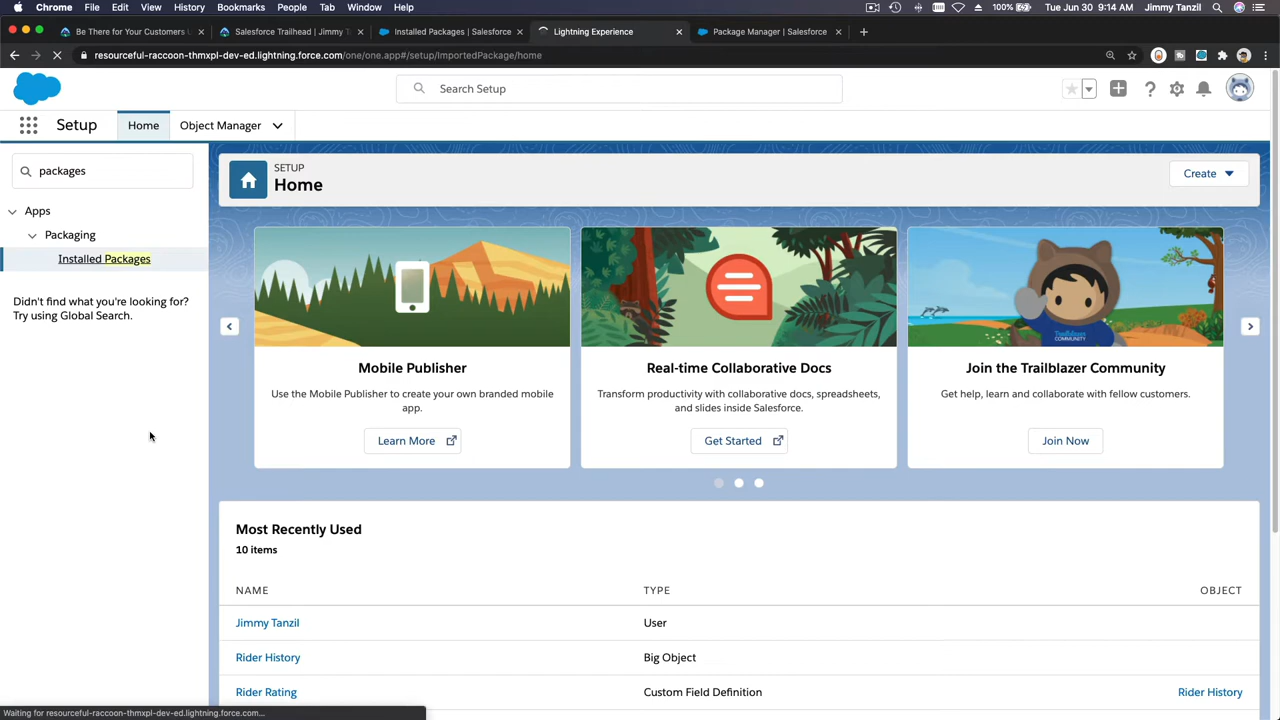 Chrome File Edit View History Bookmarks People Tab Window Help 100% Tue Jun 30 9:14 AM Jimmy Tanzil
Be There for Your Customers Salesforce Trailhead | Jimmy T Installed Packages | Salesforce Lightning Experience Package Manager | Salesforce
resourceful-raccoon-thmxpl-dev-ed.lightning.force.com/one/one.app#/setup/ImportedPackage/home
Search Setup
Setup Home Object Manager
packages
Apps
Packaging
Installed Packages
Didn't find what you're looking for?
Try using Global Search.
SETUP
Home
Create
Mobile Publisher
Use the Mobile Publisher to create your own branded mobile
app.
Learn More
Real-time Collaborative Docs
Transform productivity with collaborative docs, spreadsheets,
and slides inside Salesforce.
Get Started
TRAILBLAZER
COMMUNITY
Join the Trailblazer Community
Get help, learn and collaborate with fellow customers.
Join Now
Most Recently Used
10 items
NAME TYPE OBJECT
Jimmy Tanzil User
Rider History Big Object
Rider Rating Custom Field Definition Rider History
Waiting for resourceful-raccoon-thmxpl-dev-ed.lightning.force.com...